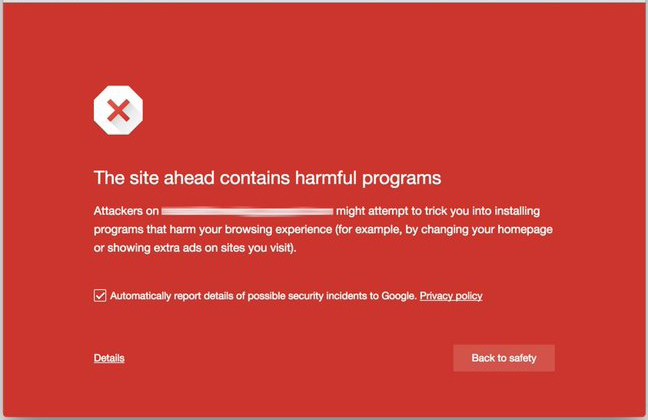 The site ahead contains harmful programs
Attackers on might attempt to trick you into installing
programs that harm your browsing experience (for example, by changing your homepage
or showing extra ads on sites you visit).
Automatically report details of possible security incidents to Google. Privacy policy
Details
Back to safety